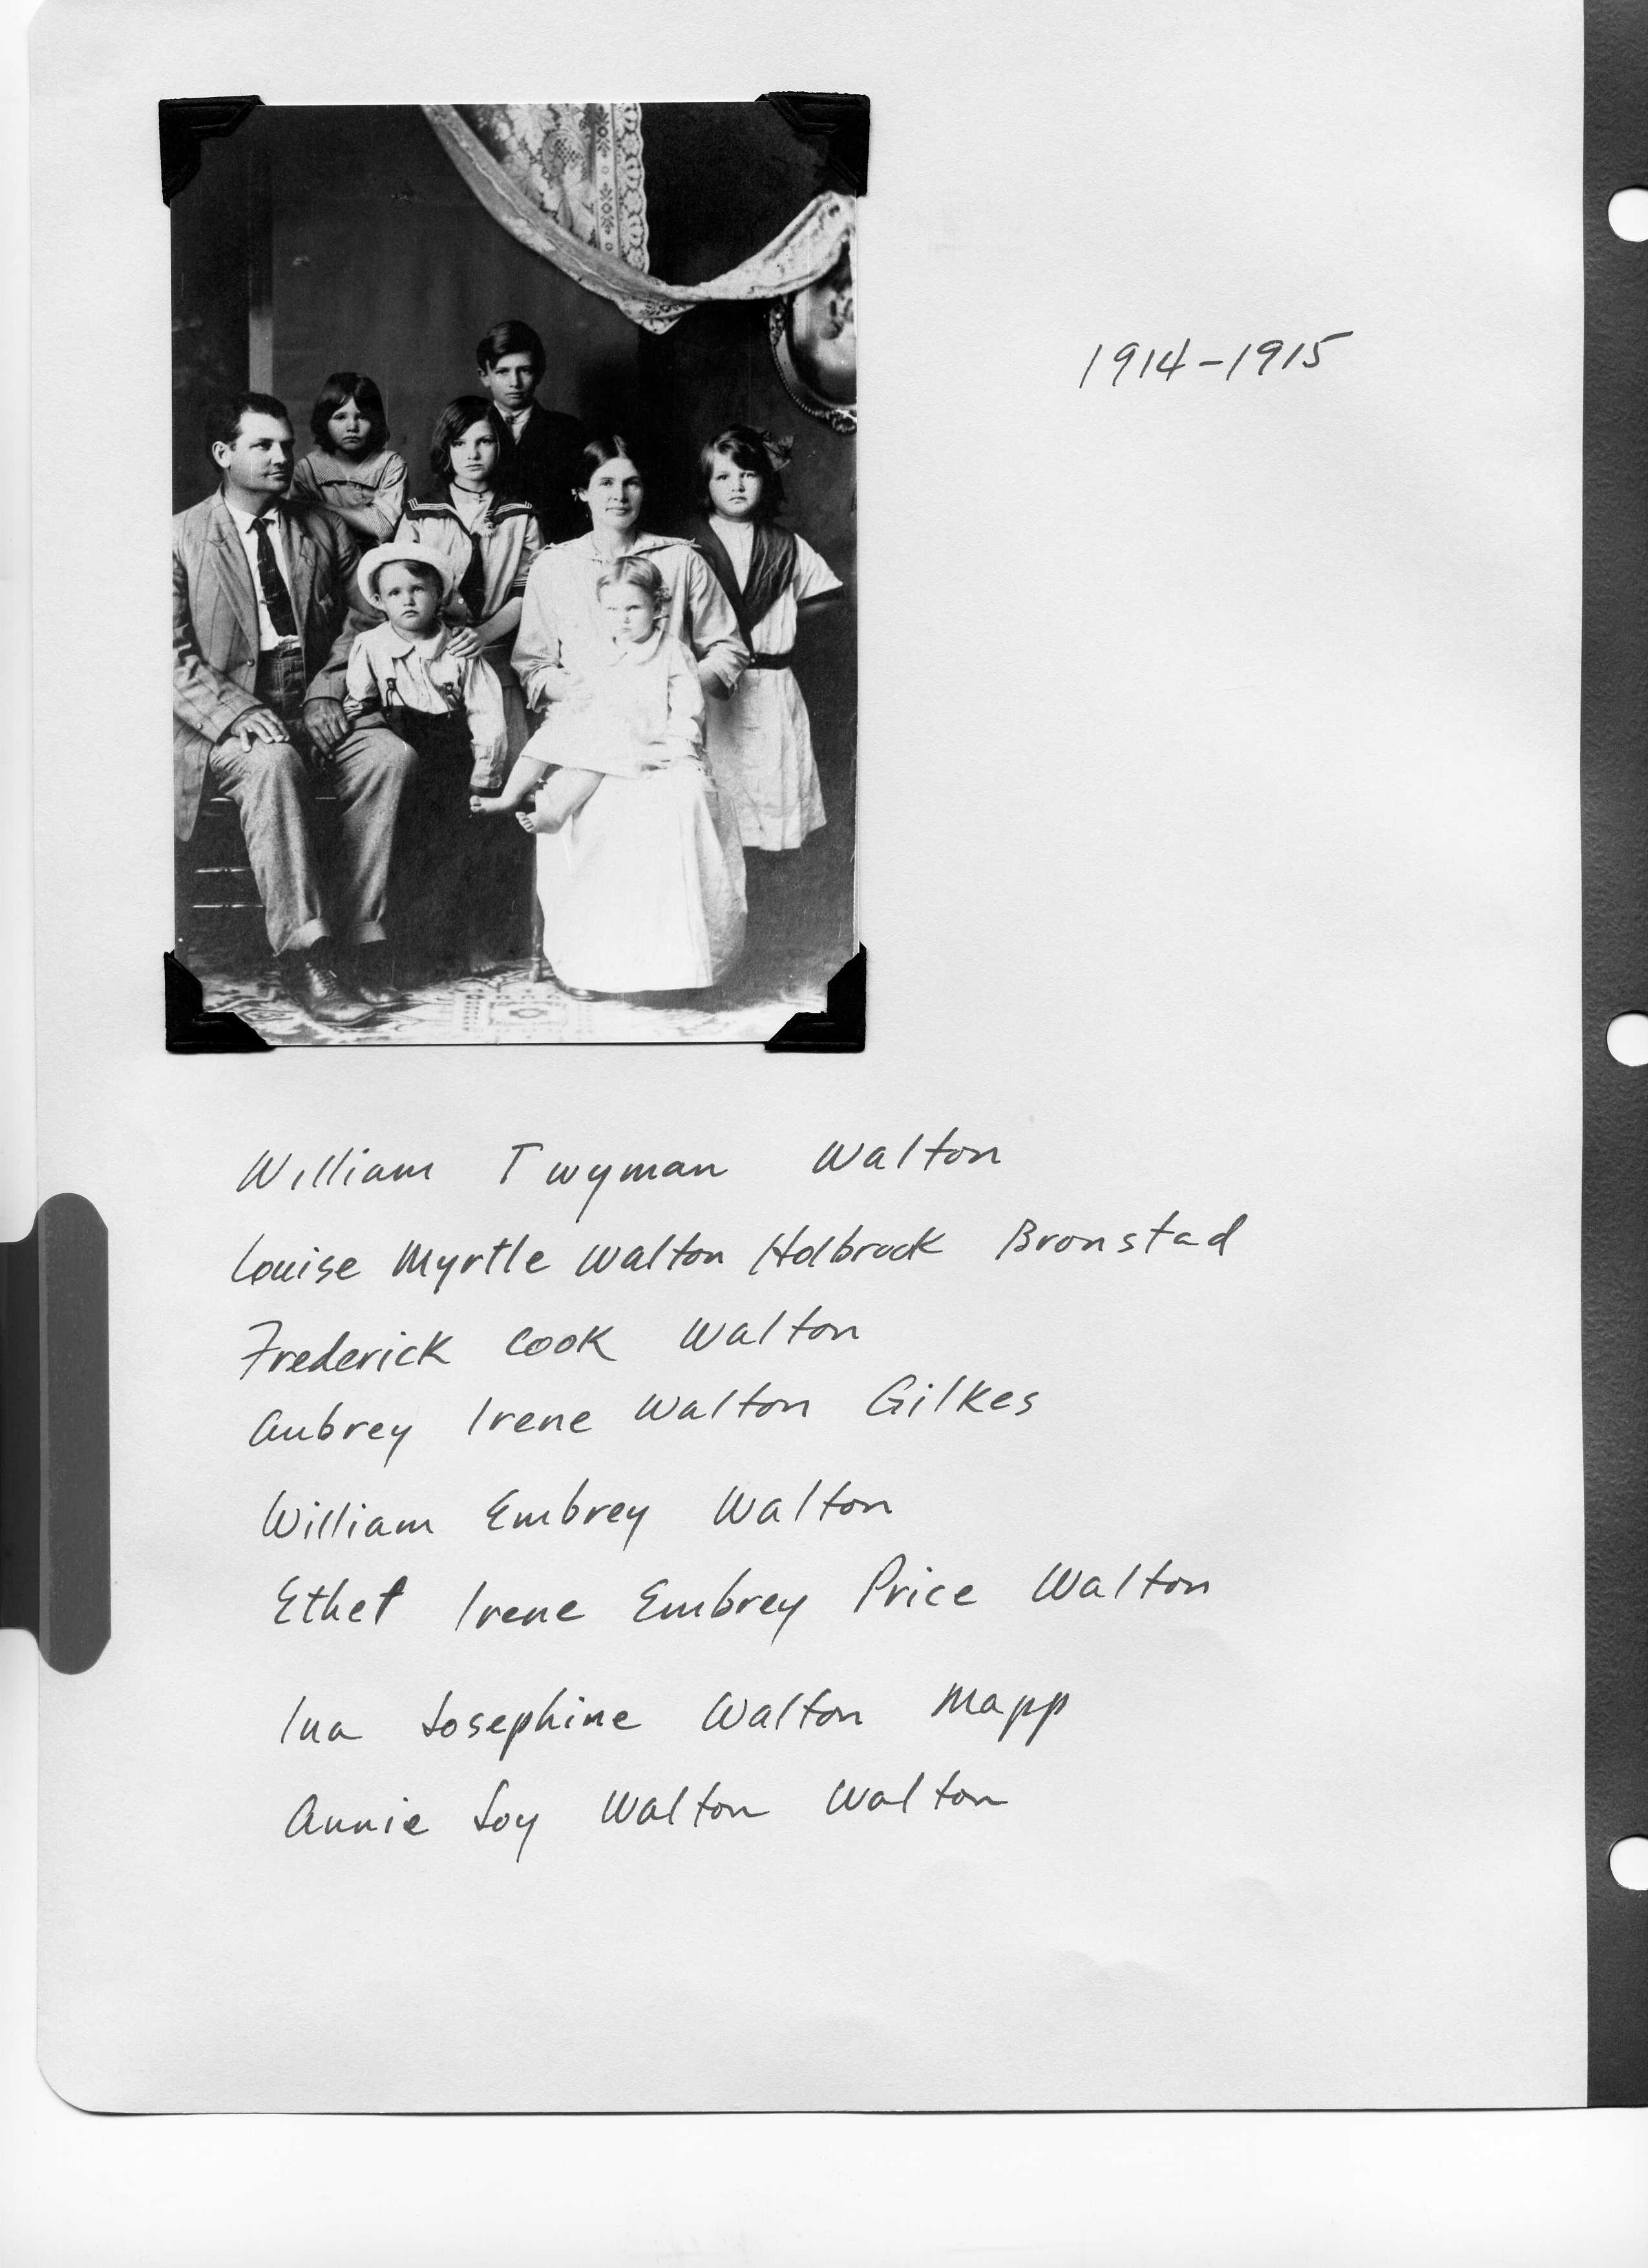 1914-1915
William Twyman Walton
Louise Myrtle Walton Holbrook Bronstad
Frederick Cook Walton
Aubrey Irene Walton Gilkes
William Embrey Walton
Ethel Irene Embrey Price Walton
Ina Josephine Walton Mapp
Annie Joy Walton Walton